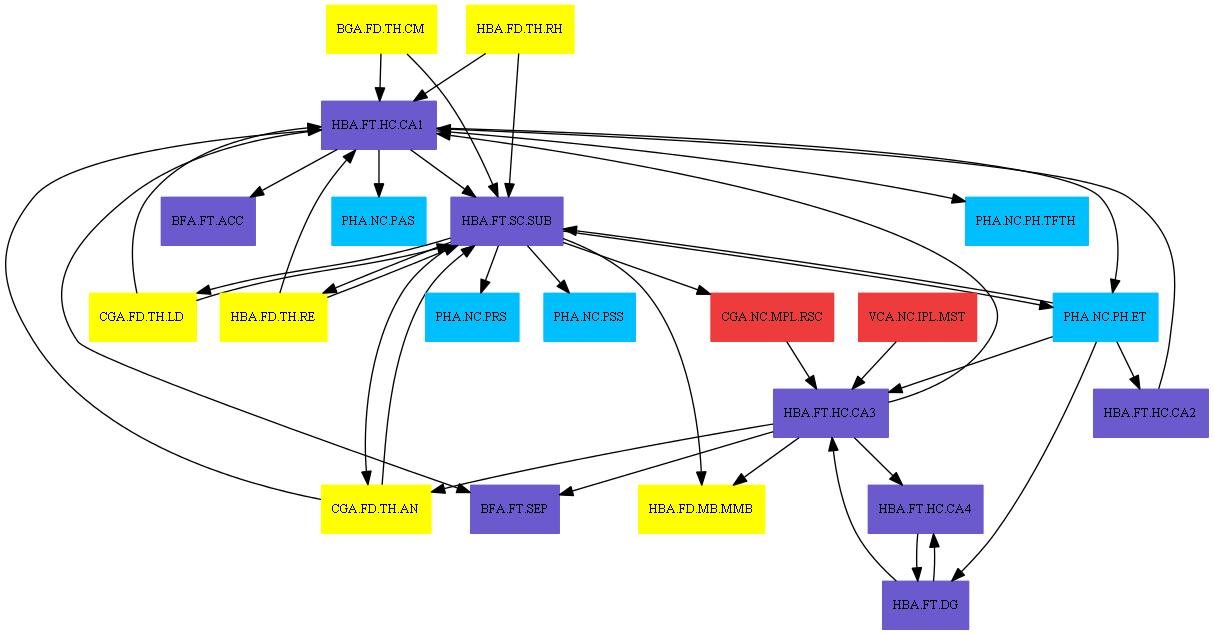 BGA.FD.TH.CM
HBA.FD.TH.RH
HBA.FT.HC.CA1
BFA.FT.ACC
PHA.NC.PAS
HBA.FT.SC.SUB
PHA.NC.PH.TFTH
CGA.FD.TH.LD
HBA.FD.TH.RE
PHA.NC.PRS
PHA.NC.PSS
CGA.NC.MPL.RSC
VCA.NC.IPL.MST
PHA.NC.PH.ET
HBA.FT.HC.CA3
HBA.FT.HC.CA2
CGA.FD.TH.AN
BFA.FT.SEP
HBA.FD.MB.MMB
HBA.FT.HC.CA4
HBA.FT.DG